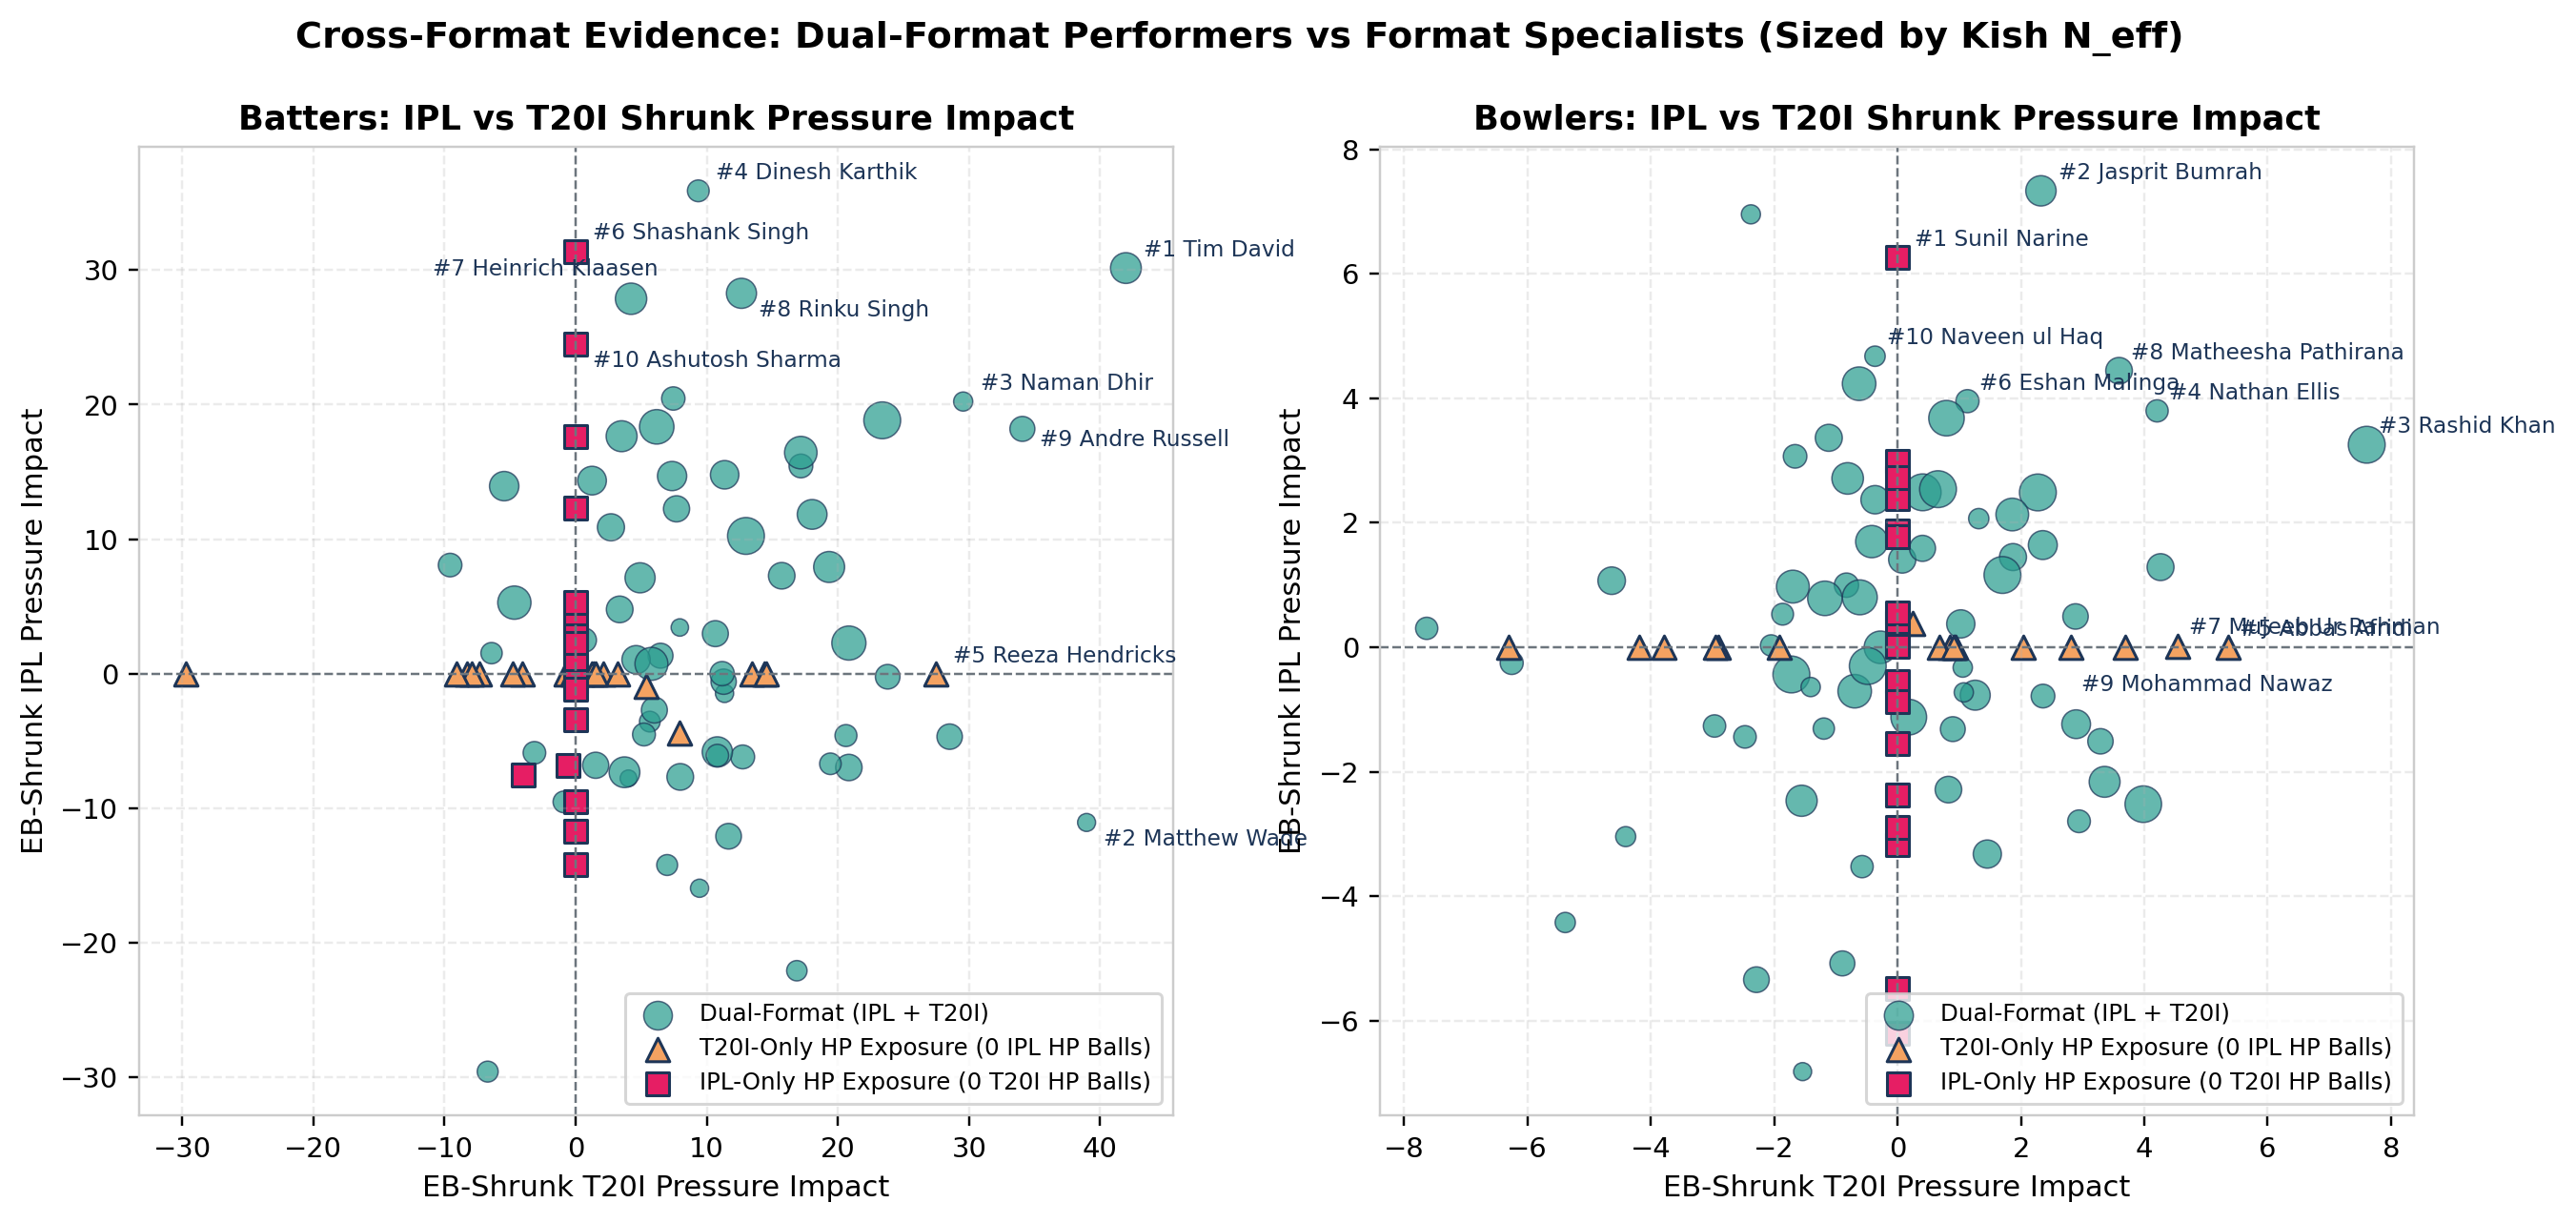 Cross-Format Evidence: Dual-Format Performers vs Format Specialists (Sized by Kish N_eff)
Batters: IPL vs T20I Shrunk Pressure Impact
EB-Shrunk IPL Pressure Impact
30
20
10
0
−10
−20
−30
#4 Dinesh Karthik
#6 Shashank Singh
#1 Tim David
#7 Heinrich Klaasen
#8 Rinku Singh
#10 Ashutosh Sharma
#3 Naman Dhir
#9 Andre Russell
#5 Reeza Hendricks
#2 Matthew Wade
Dual-Format (IPL + T20I)
T20I-Only HP Exposure (0 IPL HP Balls)
IPL-Only HP Exposure (0 T20I HP Balls)
−30 −20 −10 0 10 20 30 40
EB-Shrunk T20I Pressure Impact
Bowlers: IPL vs T20I Shrunk Pressure Impact
EB-Shrunk IPL Pressure Impact
8
6
4
2
0
−2
−4
−6
#2 Jasprit Bumrah
#1 Sunil Narine
#10 Naveen ul Haq
#8 Matheesha Pathirana
#6 Eshan Malinga
#4 Nathan Ellis
#3 Rashid Khan
#7 Mujeeb Ur Rahman
#5 Abbas Afridi
#9 Mohammad Nawaz
Dual-Format (IPL + T20I)
T20I-Only HP Exposure (0 IPL HP Balls)
IPL-Only HP Exposure (0 T20I HP Balls)
−8 −6 −4 −2 0 2 4 6 8
EB-Shrunk T20I Pressure Impact